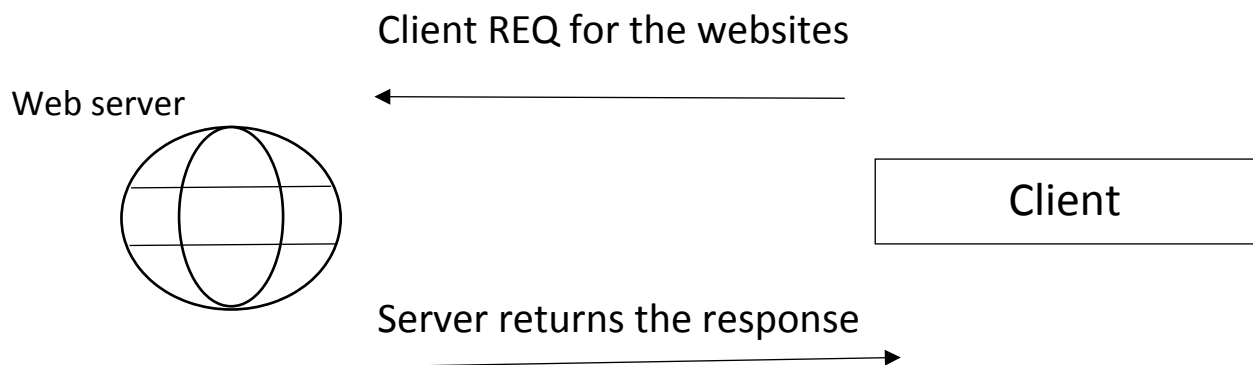 Client REQ for the websites
Web server
Client
Server returns the response